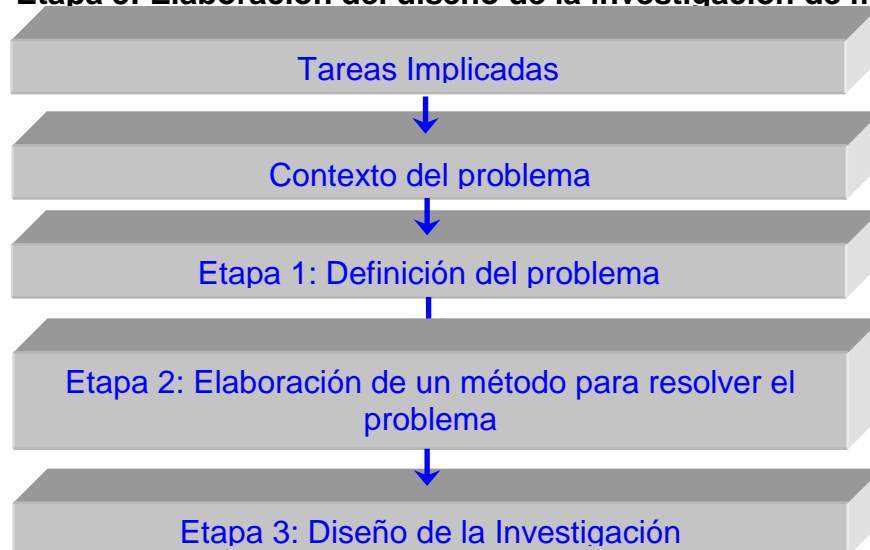 Tareas Implicadas
Contexto del problema
Etapa 1: Definición del problema
Etapa 2: Elaboración de un método para resolver el
problema
Etapa 3: Diseño de la Investigación